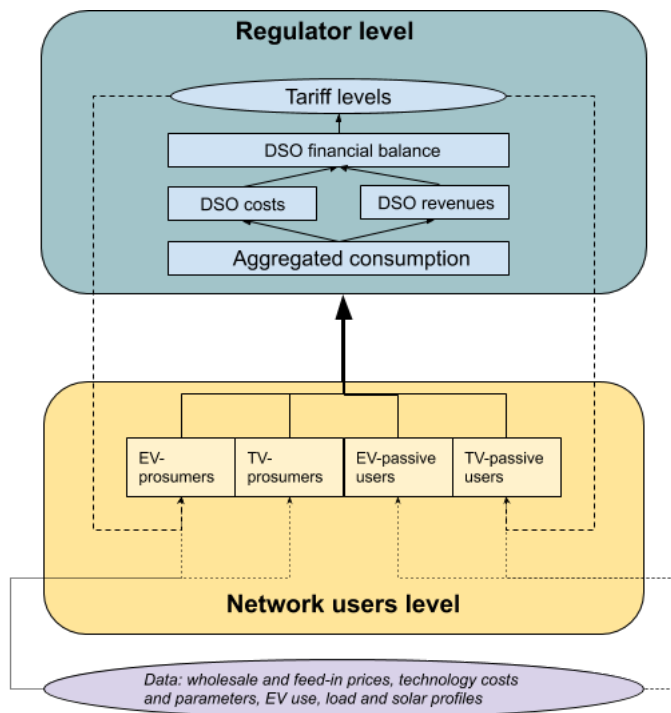 Regulator level
Tariff levels
DSO financial balance
DSO costs
DSO revenues
Aggregated consumption
EV-
prosumers
TV-
prosumers
EV-passive
users
TV-passive
users
Network users level
Data: wholesale and feed-in prices, technology costs
and parameters, EV use, load and solar profiles